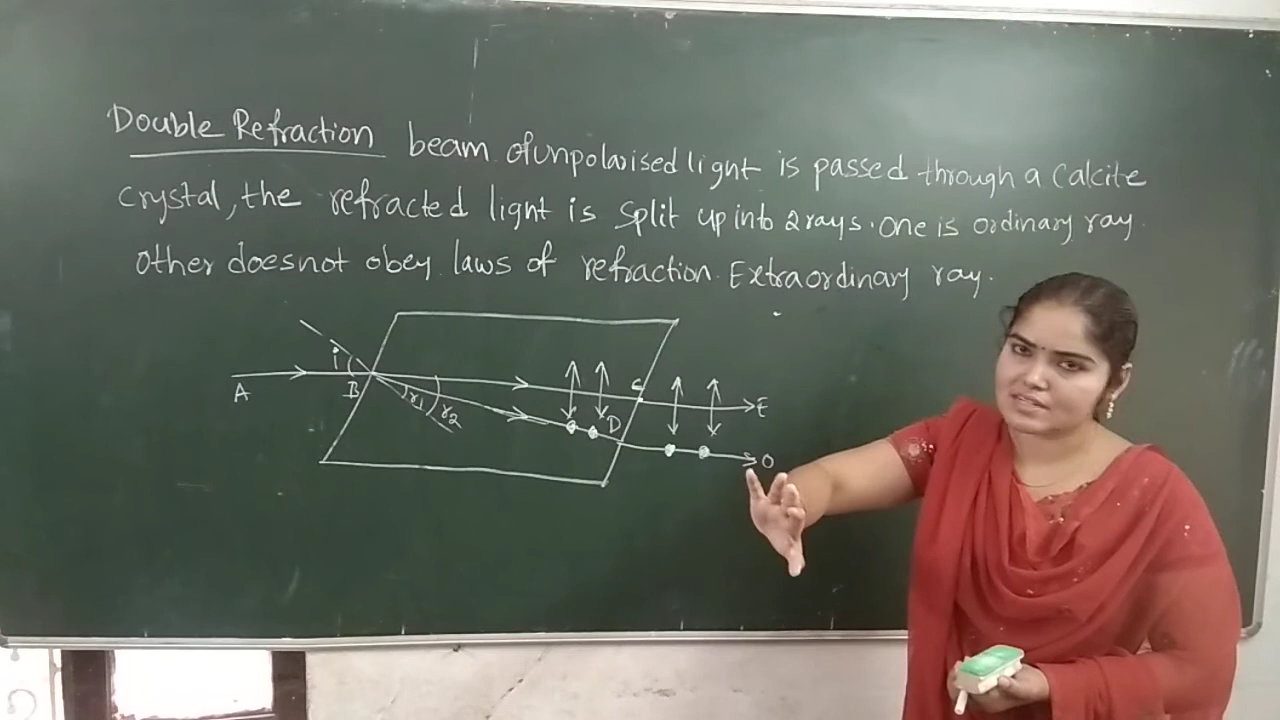 Double Refraction beam of unpolarised light is passed through a Calcite
crystal, the refracted light is split up into 2 rays. One is ordinary ray.
Other does not obey laws of refraction. Extraordinary ray.
i
A B r1 r2 C E
D O